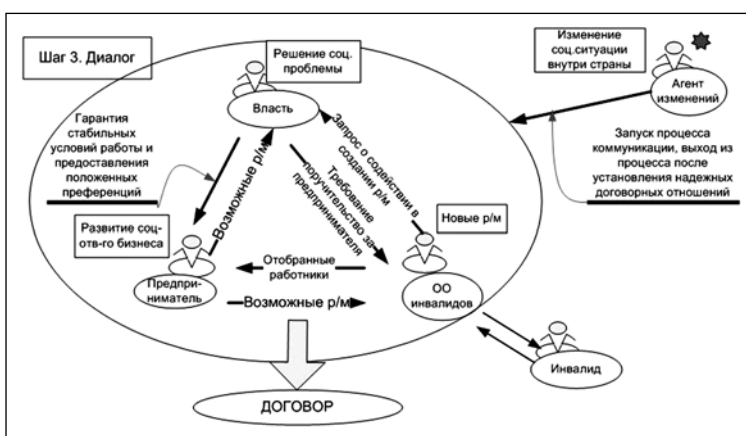 Шаг 3. Диалог
Решение соц.
проблемы
Власть
Изменение
соц.ситуации
внутри страны
Агент
изменений
Гарантия
стабильных
условий работы и
предоставления
положенных
преференций
Возможные р/м
Запрос о содействии в
создании р/м
Требование
поручительство за
предпринимателя
Запуск процесса
коммуникации, выход из
процесса после
установления надежных
договорных отношений
Развитие соц-
отв-го бизнеса
Новые р/м
Предпри-
ниматель
Отобранные
работники
Возможные р/м
ОО
инвалидов
Инвалид
ДОГОВОР